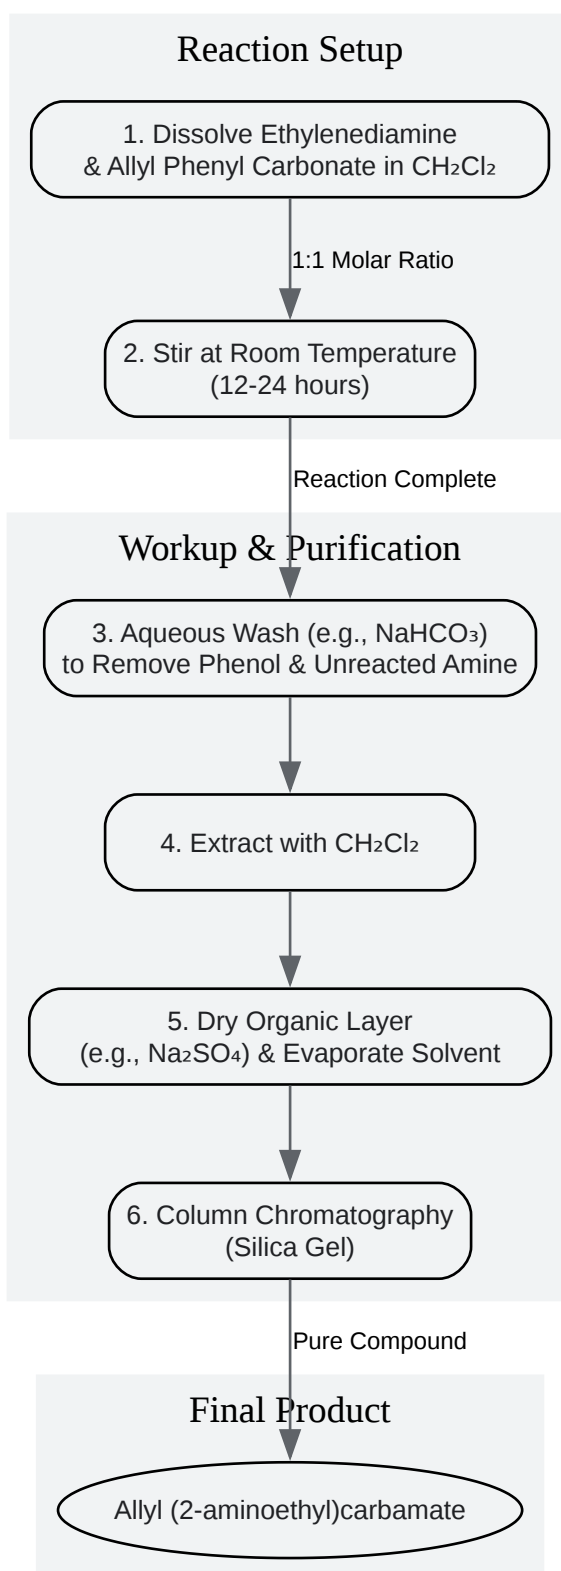 Reaction Setup
1. Dissolve Ethylenediamine
& Allyl Phenyl Carbonate in CH₂Cl₂
1:1 Molar Ratio
2. Stir at Room Temperature
(12-24 hours)
Reaction Complete
Workup & Purification
3. Aqueous Wash (e.g., NaHCO₃)
to Remove Phenol & Unreacted Amine
4. Extract with CH₂Cl₂
5. Dry Organic Layer
(e.g., Na₂SO₄) & Evaporate Solvent
6. Column Chromatography
(Silica Gel)
Pure Compound
Final Product
Allyl (2-aminoethyl)carbamate